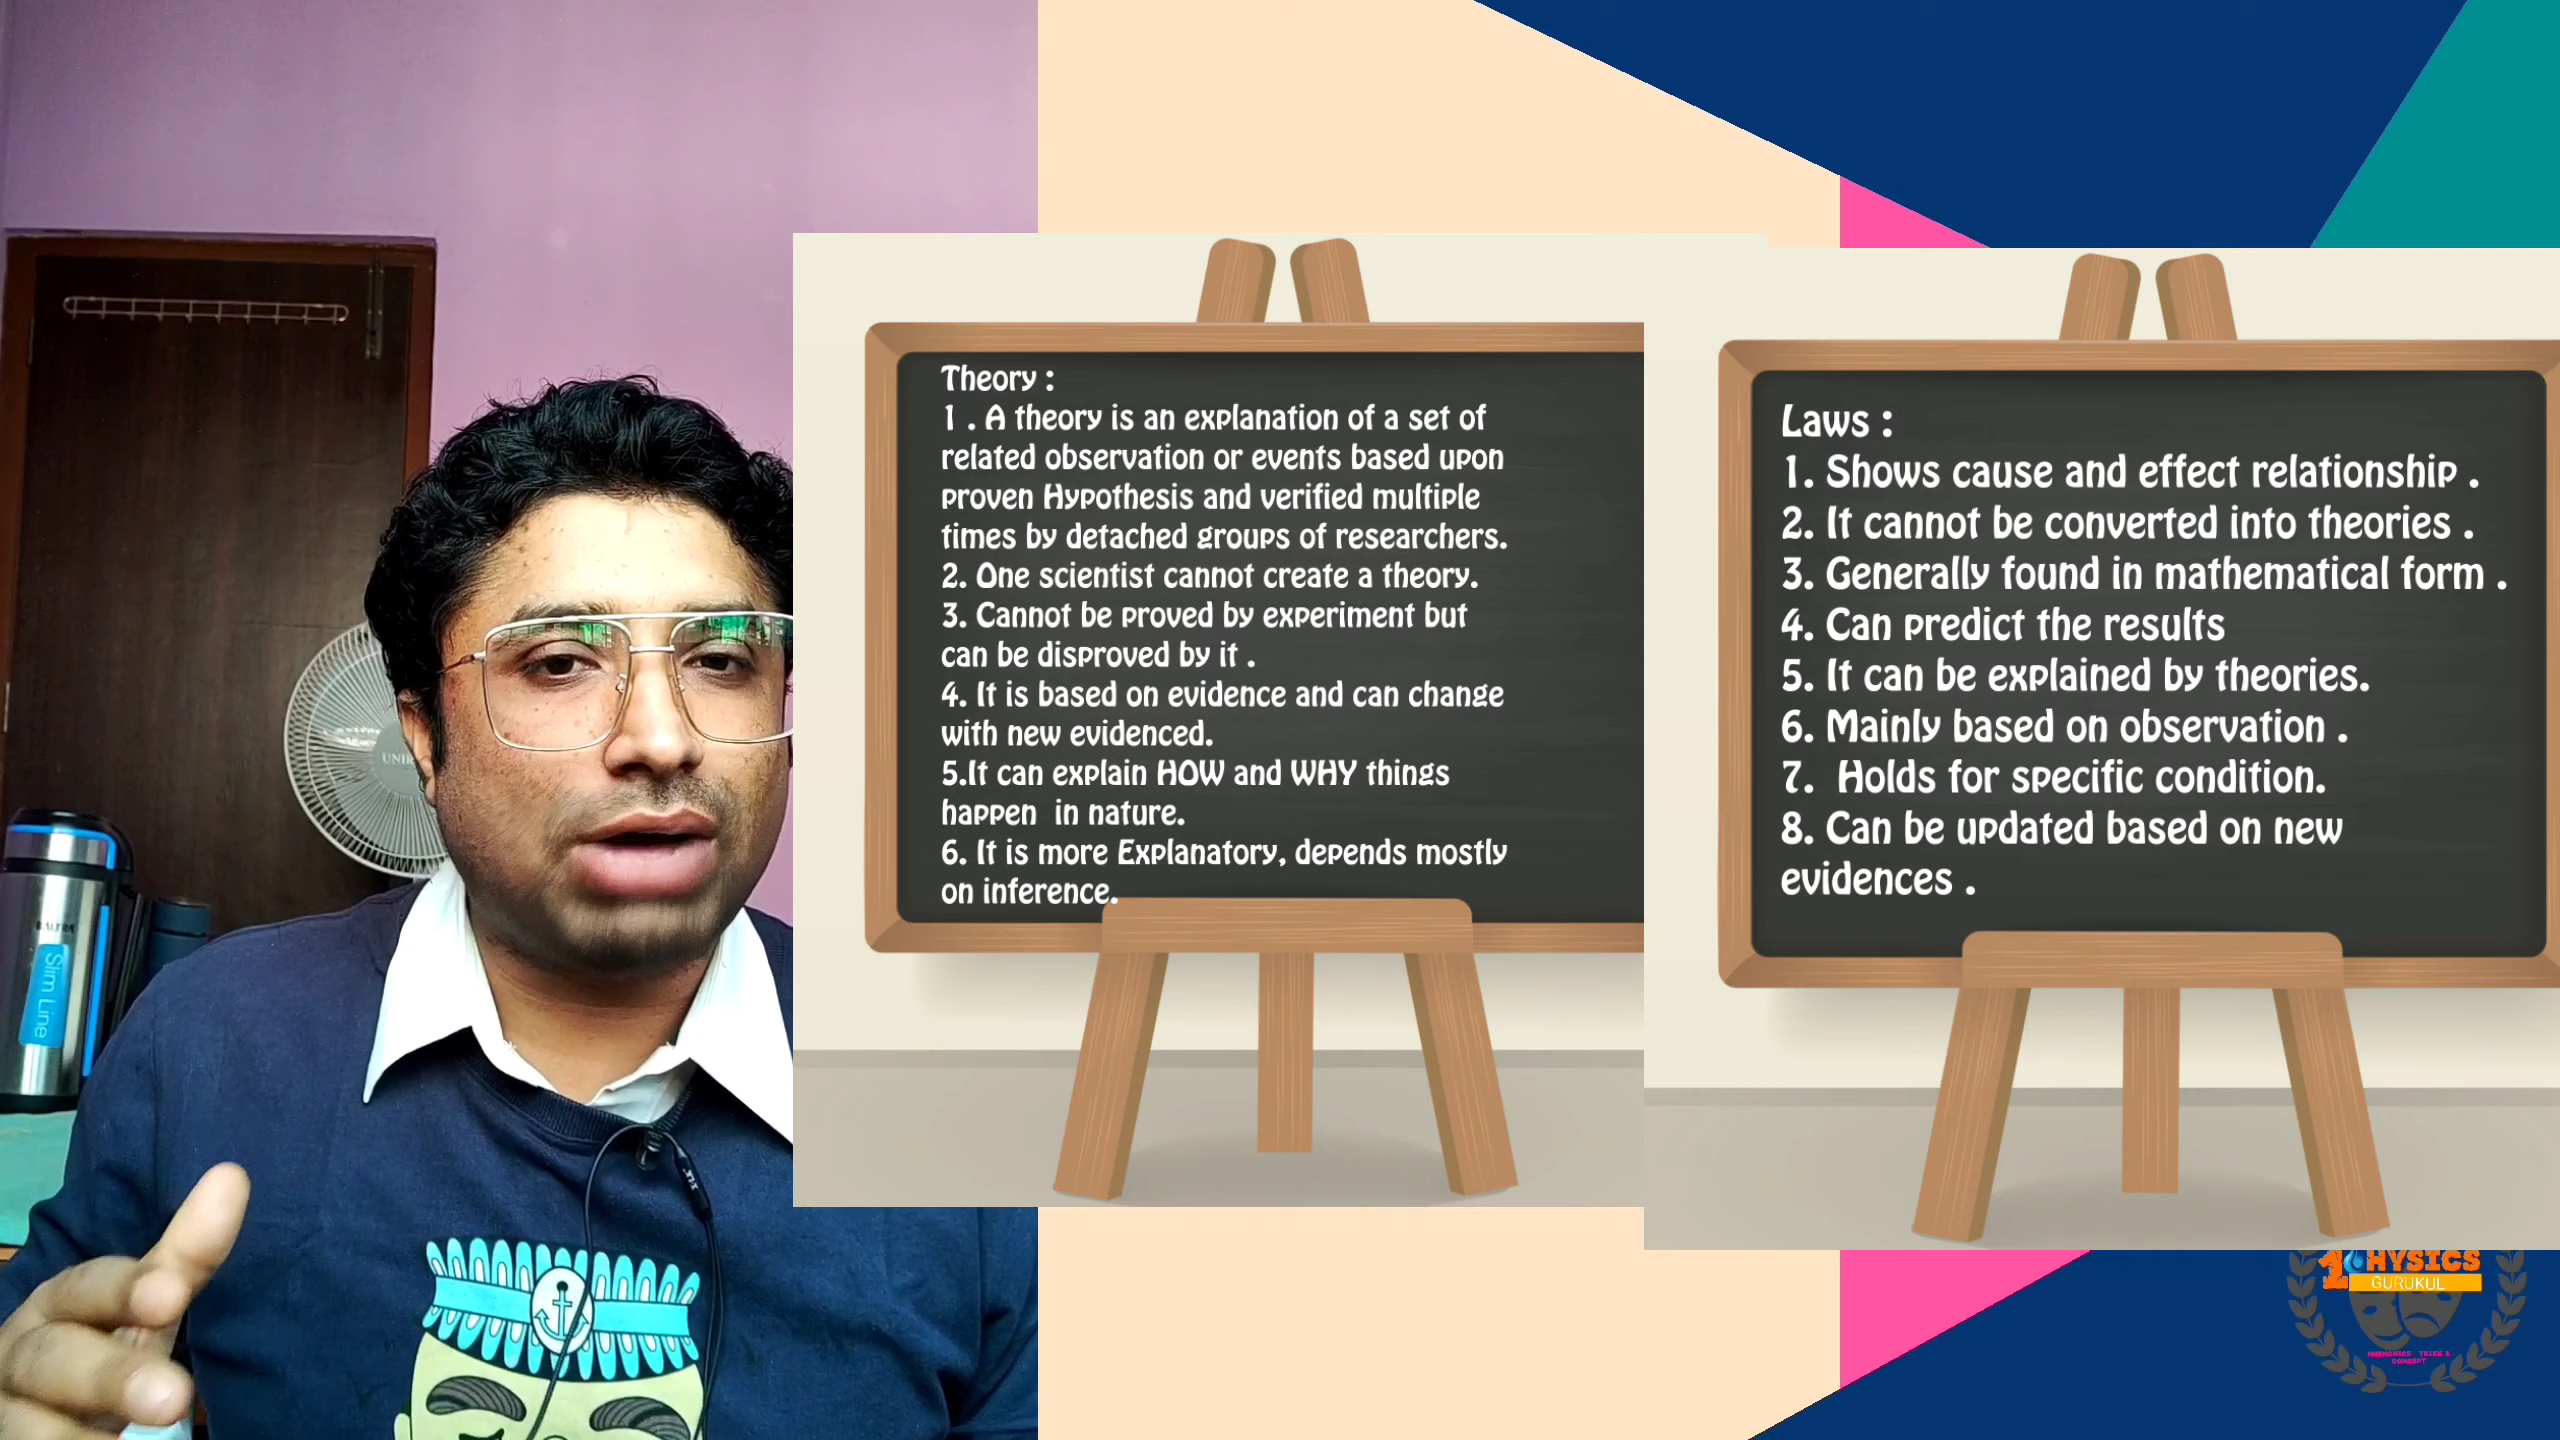 Theory :
1 . A theory is an explanation of a set of
related observation or events based upon
proven Hypothesis and verified multiple
times by detached groups of researchers.
2. One scientist cannot create a theory.
3. Cannot be proved by experiment but
can be disproved by it .
4. It is based on evidence and can change
with new evidenced.
5.It can explain HOW and WHY things
happen in nature.
6. It is more Explanatory, depends mostly
on inference.
Laws :
1. Shows cause and effect relationship .
2. It cannot be converted into theories .
3. Generally found in mathematical form .
4. Can predict the results
5. It can be explained by theories.
6. Mainly based on observation .
7. Holds for specific condition.
8. Can be updated based on new
evidences .
Slim Line
GURUKUL